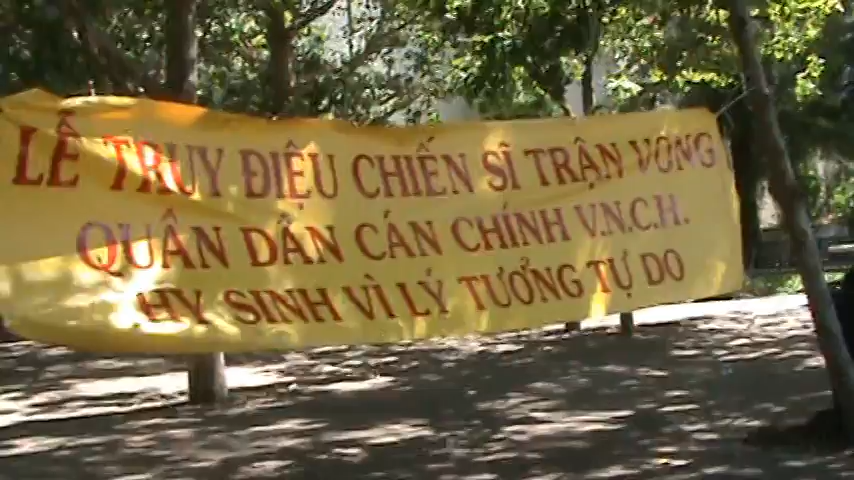 LỄ TRUY ĐIỆU CHIẾN SĨ TRẬN VONG
QUÂN DÂN CÁN CHÍNH V.N.C.H.
HY SINH VÌ LÝ TƯỞNG TỰ DO